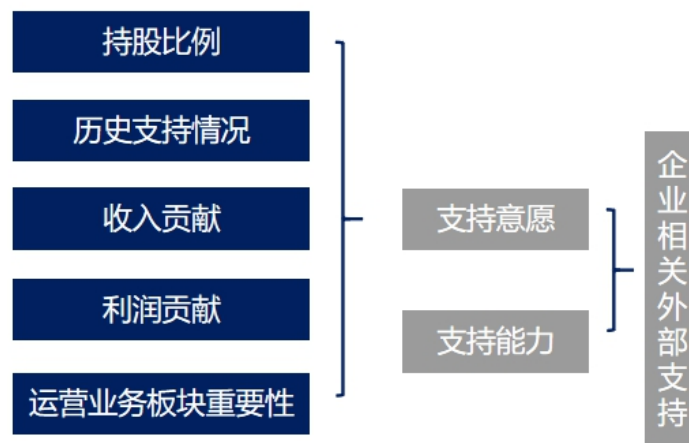 持股比例
历史支持情况
收入贡献
利润贡献
运营业务板块重要性
支持意愿
支持能力
企业相关外部支持